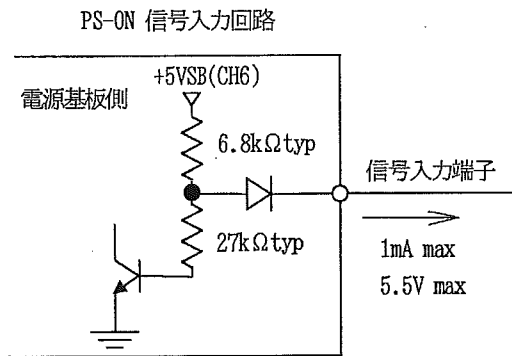 PS-ON 信号入力回路
+5VSB(CH6)
電源基板側
6.8kΩtyp
信号入力端子
27kΩtyp
1mA max
5.5V max